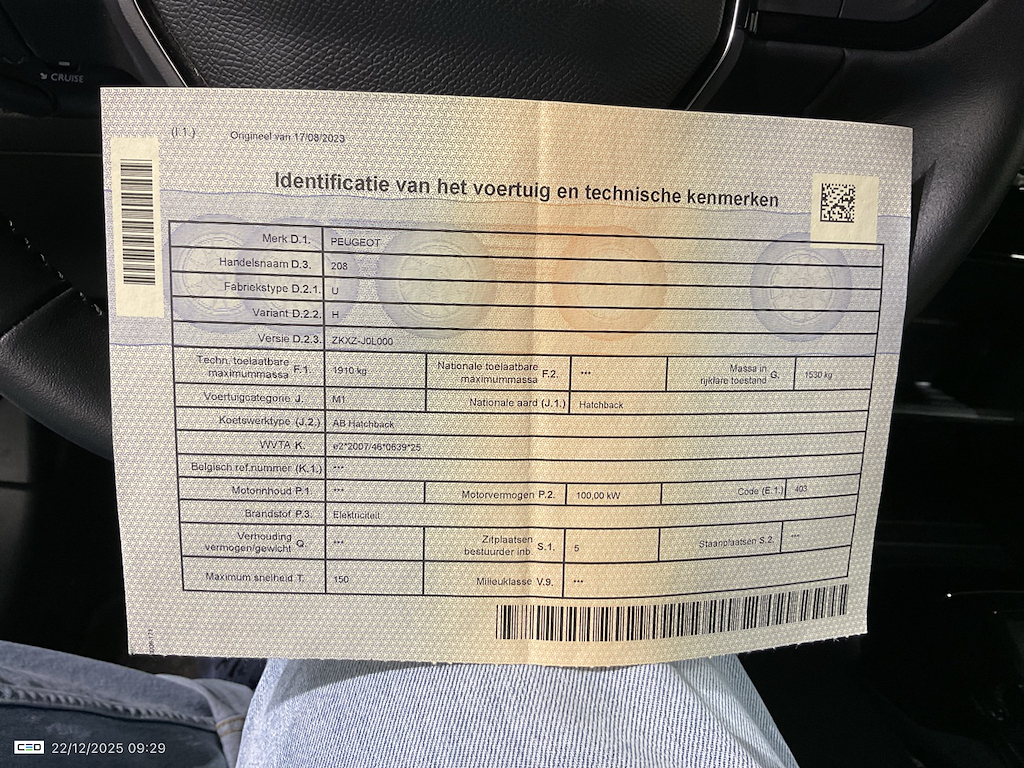 CRUISE
(I.1.) Origineel van 17/08/2023
Identificatie van het voertuig en technische kenmerken
Merk D.1. PEUGEOT
Handelsnaam D.3. 208
Fabriekstype D.2.1. U
Variant D.2.2. H
Versie D.2.3. ZKXZ-J0L000
Techn. toelaatbare maximummassa F.1. 1910 kg Nationale toelaatbare maximummassa F.2. *** Massa in rijklare toestand G. 1530 kg
Voertuigcategorie J. M1 Nationale aard (J.1.) Hatchback
Koetswerktype (J.2.) AB Hatchback
WVTA K. e2*2007/46*0639*25
Belgisch ref.nummer (K.1.) ***
Motorinhoud P.1. *** Motorvermogen P.2. 100,00 kW Code (E.1.) 403
Brandstof P.3. Elektriciteit
Verhouding vermogen/gewicht Q. *** Zitplaatsen bestuurder inb. S.1. 5 Staanplaatsen S.2. ***
Maximum snelheid T. 150 Milieuklasse V.9. ***
CEO 22/12/2025 09:29